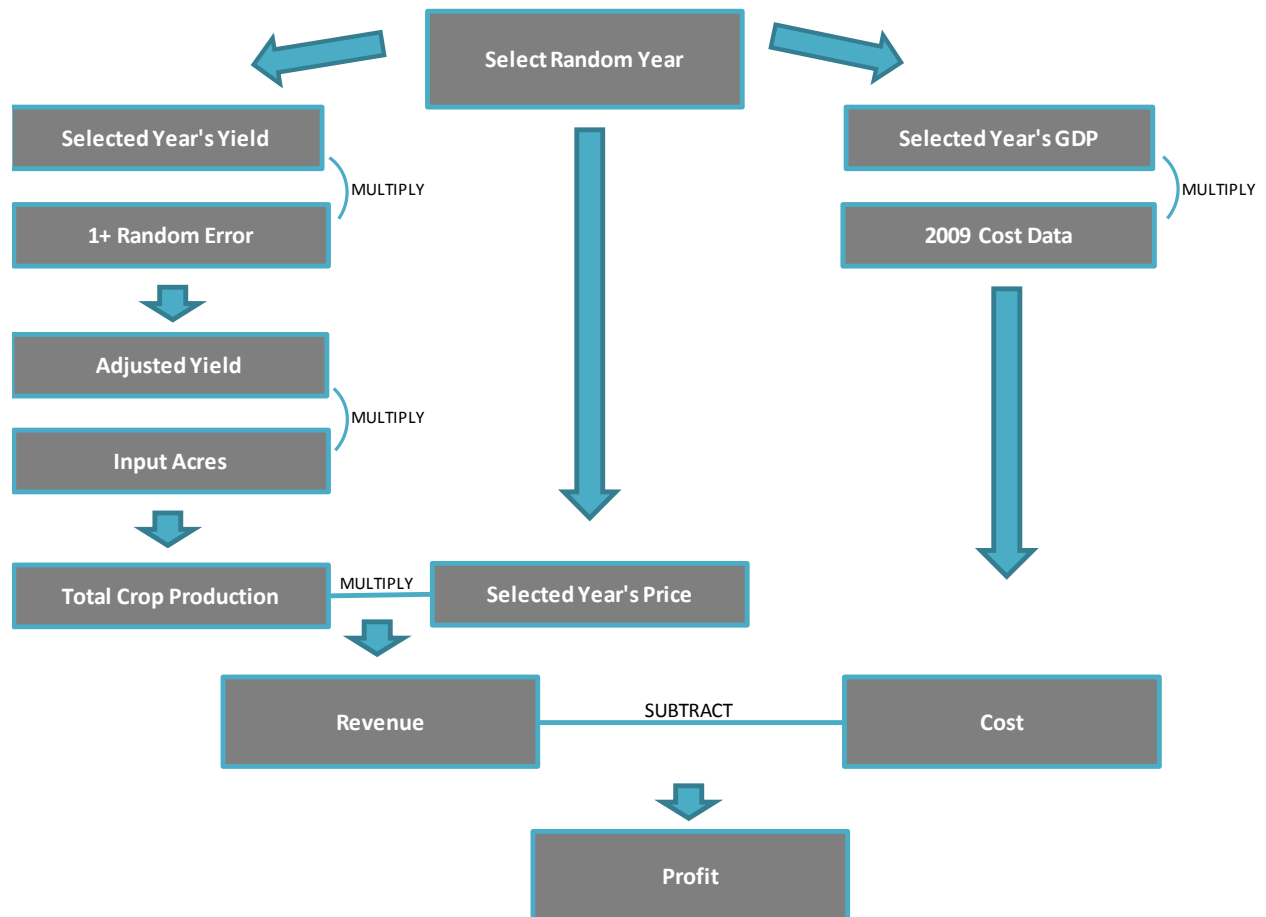 Select Random Year
Selected Year's Yield
Selected Year's GDP
MULTIPLY
MULTIPLY
1+ Random Error
2009 Cost Data
Adjusted Yield
MULTIPLY
Input Acres
Total Crop Production
MULTIPLY
Selected Year's Price
Revenue
SUBTRACT
Cost
Profit